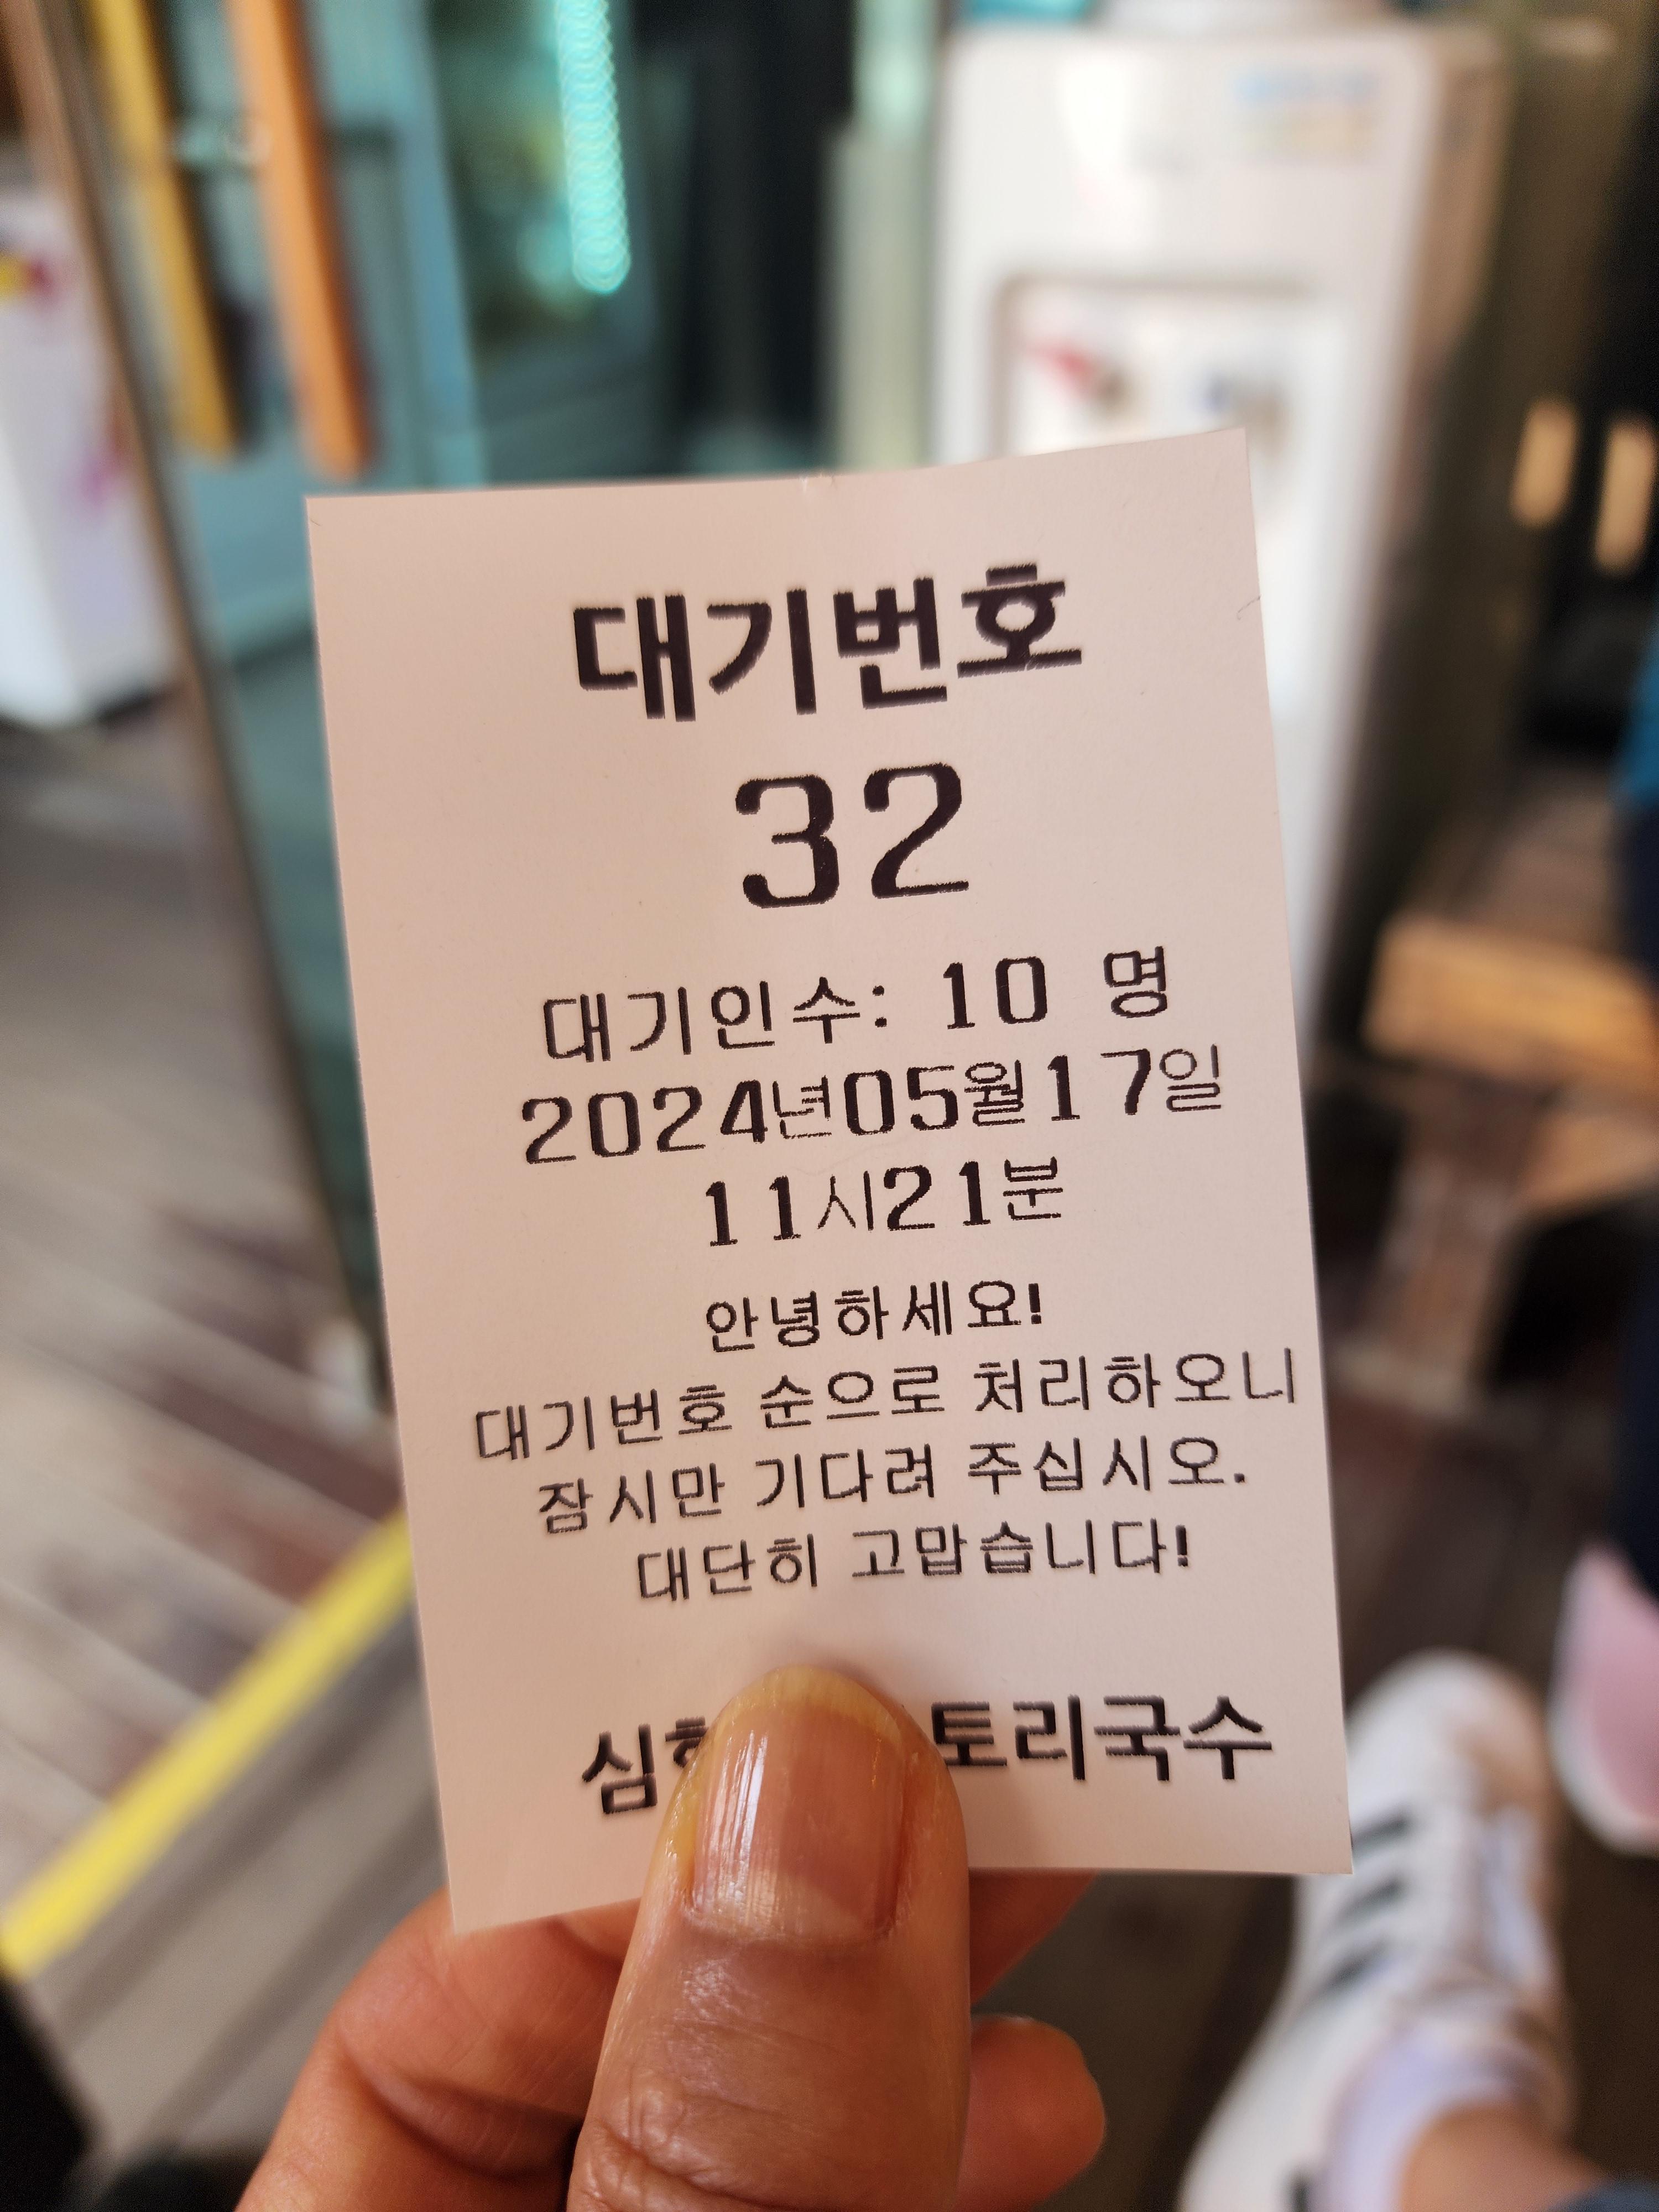 대기번호
32
대기인수: 10 명
2024년05월17일
11시21분
안녕하세요!
대기번호 순으로 처리하오니
잠시만 기다려 주십시오.
대단히 고맙습니다!
토리국수